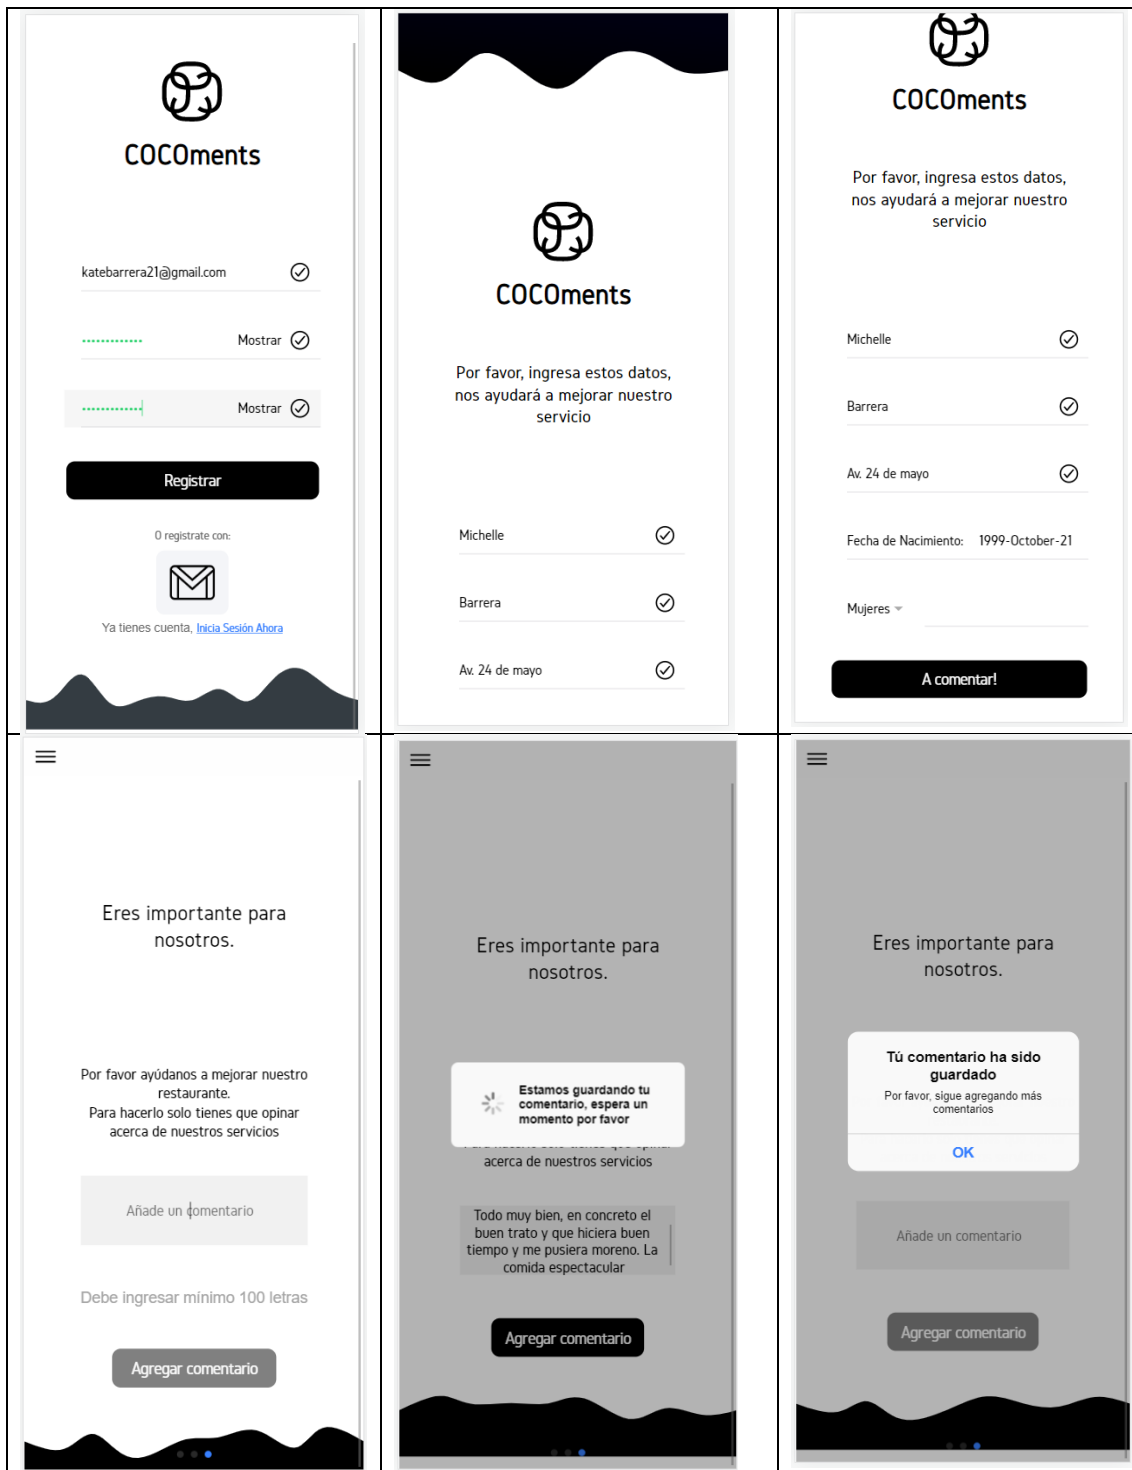 COCOments
katebarrera21@gmail.com
Mostrar
Mostrar
Registrar
O registrate con:
Ya tienes cuenta, Inicia Sesión Ahora
COCOments
Por favor, ingresa estos datos,
nos ayudará a mejorar nuestro
servicio
Michelle
Barrera
Av. 24 de mayo
COCOments
Por favor, ingresa estos datos,
nos ayudará a mejorar nuestro
servicio
Michelle
Barrera
Av. 24 de mayo
Fecha de Nacimiento: 1999-October-21
Mujeres
A comentar!
Eres importante para
nosotros.
Por favor ayúdanos a mejorar nuestro
restaurante.
Para hacerlo solo tienes que opinar
acerca de nuestros servicios
Añade un comentario
Debe ingresar mínimo 100 letras
Agregar comentario
Eres importante para
nosotros.
Estamos guardando tu
comentario, espera un
momento por favor
Para hacerlo solo tienes que opinar
acerca de nuestros servicios
Todo muy bien, en concreto el
buen trato y que hiciera buen
tiempo y me pusiera moreno. La
comida espectacular
Agregar comentario
Eres importante para
nosotros.
Tú comentario ha sido
guardado
Por favor, sigue agregando más
comentarios
OK
Añade un comentario
Agregar comentario